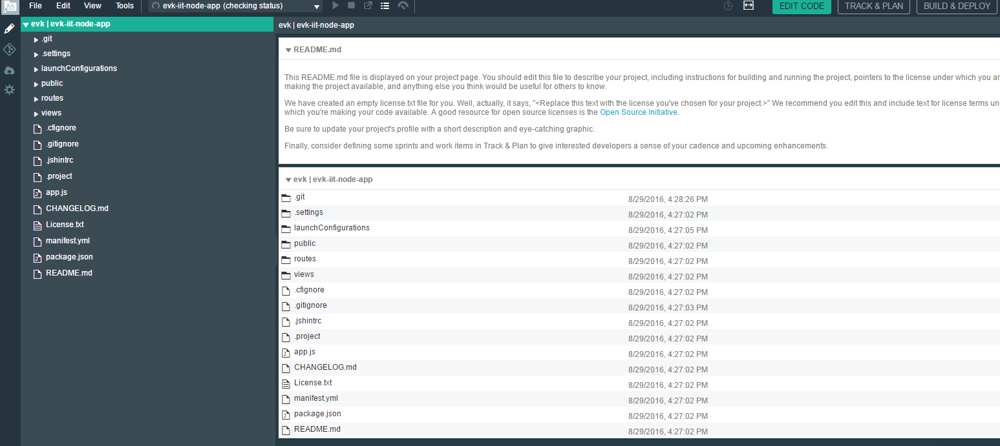 File Edit View Tools evk-iit-node-app (checking status) EDIT CODE TRACK & PLAN BUILD & DEPLOY
evk | evk-iit-node-app
.git
.settings
launchConfigurations
public
routes
views
.cfignore
.gitignore
.jshintrc
.project
app.js
CHANGELOG.md
License.txt
manifest.yml
package.json
README.md
evk | evk-iit-node-app
README.md
This README.md file is displayed on your project page. You should edit this file to describe your project, including instructions for building and running the project, pointers to the license under which you ar
making the project available, and anything else you think would be useful for others to know.
We have created an empty license.txt file for you. Well, actually, it says, "<Replace this text with the license you've chosen for your project.>" We recommend you edit this and include text for license terms un
which you're making your code available. A good resource for open source licenses is the Open Source Initiative.
Be sure to update your project's profile with a short description and eye-catching graphic.
Finally, consider defining some sprints and work items in Track & Plan to give interested developers a sense of your cadence and upcoming enhancements.
evk | evk-iit-node-app
.git 8/29/2016, 4:28:26 PM
.settings 8/29/2016, 4:27:02 PM
launchConfigurations 8/29/2016, 4:27:05 PM
public 8/29/2016, 4:27:02 PM
routes 8/29/2016, 4:27:02 PM
views 8/29/2016, 4:27:02 PM
.cfignore 8/29/2016, 4:27:02 PM
.gitignore 8/29/2016, 4:27:03 PM
.jshintrc 8/29/2016, 4:27:02 PM
.project 8/29/2016, 4:27:02 PM
app.js 8/29/2016, 4:27:02 PM
CHANGELOG.md 8/29/2016, 4:27:02 PM
License.txt 8/29/2016, 4:27:02 PM
manifest.yml 8/29/2016, 4:27:02 PM
package.json 8/29/2016, 4:27:02 PM
README.md 8/29/2016, 4:27:02 PM